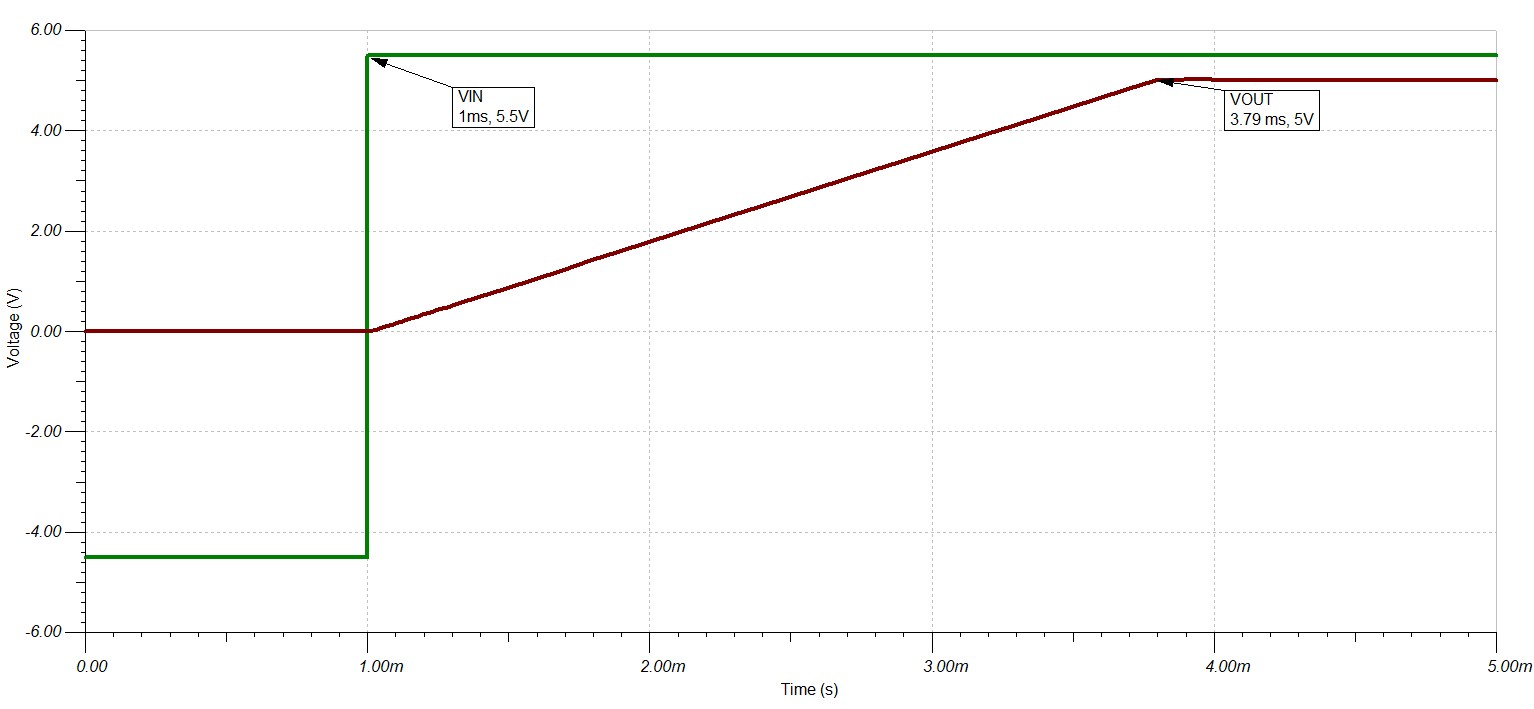 6.00
VIN
1ms, 5.5V
VOUT
3.79 ms, 5V
4.00
2.00
Voltage (V)
0.00
-2.00
-4.00
-6.00
0.00 1.00m 2.00m 3.00m 4.00m 5.00m
Time (s)